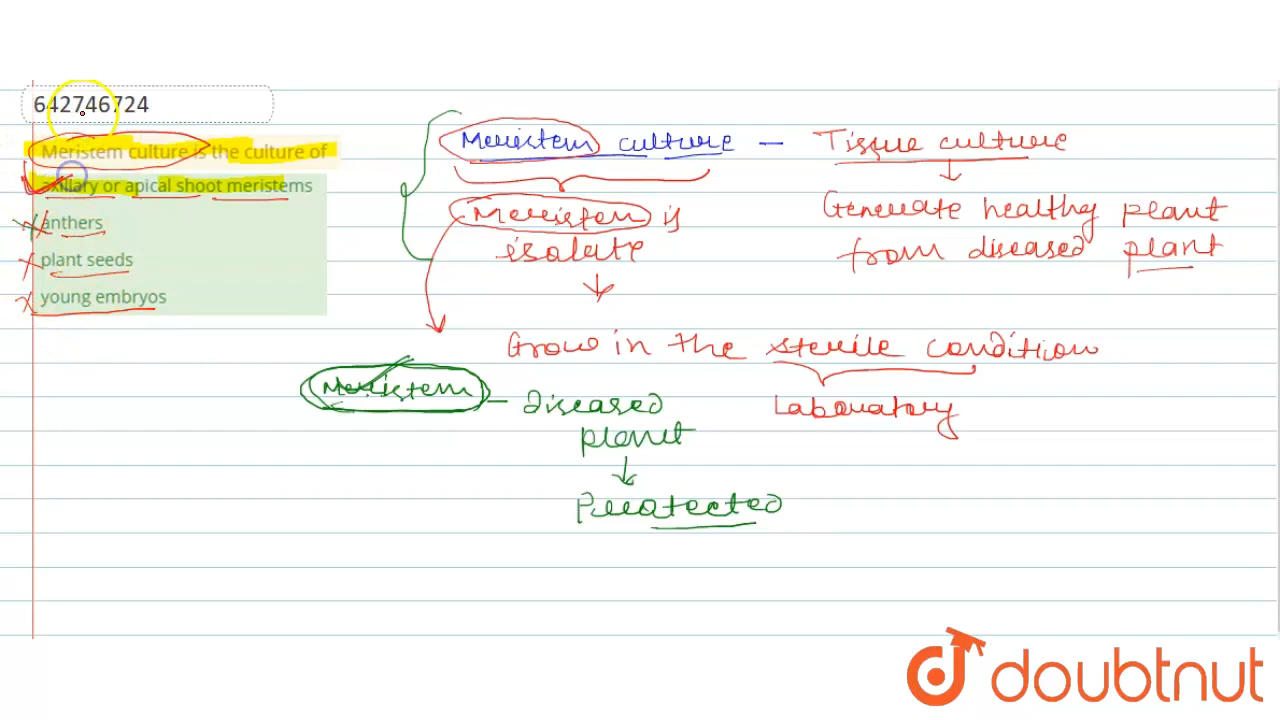 642746724
Meristem culture is the culture of
axillary or apical shoot meristems
anthers
plant seeds
young embryos
Meristem culture — Tissue culture
Meristem is
isolate
Generate healthy plant
from diseased plant
Grow in the sterile condition
Laboratory
Meristem — Diseased
plant
Protected
doubtnut